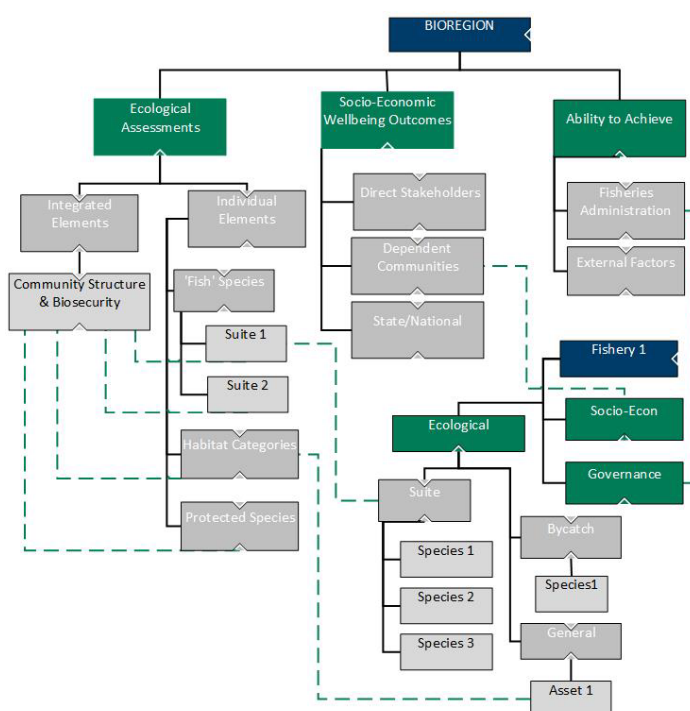 BIOREGION
Ecological
Assessments
Socio-Economic
Wellbeing Outcomes
Ability to Achieve
Integrated
Elements
Individual
Elements
Direct Stakeholders
Fisheries
Administration
Dependent
Communities
External Factors
Community Structure
& Biosecurity
'Fish' Species
State/National
Suite 1
Suite 2
Fishery 1
Socio-Econ
Ecological
Habitat Categories
Governance
Suite
Protected Species
Bycatch
Species 1
Species1
Species 2
General
Species 3
Asset 1